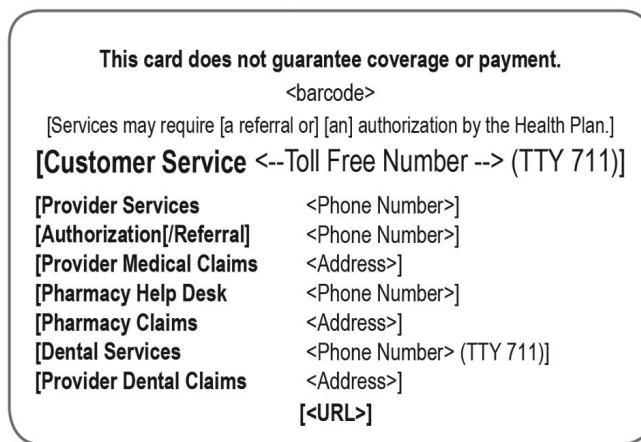 This card does not guarantee coverage or payment.
<barcode>
[Services may require [a referral or] [an] authorization by the Health Plan.]
[Customer Service <--Toll Free Number --> (TTY 711)]
[Provider Services <Phone Number>]
[Authorization[/Referral] <Phone Number>]
[Provider Medical Claims <Address>]
[Pharmacy Help Desk <Phone Number>]
[Pharmacy Claims <Address>]
[Dental Services <Phone Number> (TTY 711)]
[Provider Dental Claims <Address>]
[<URL>]